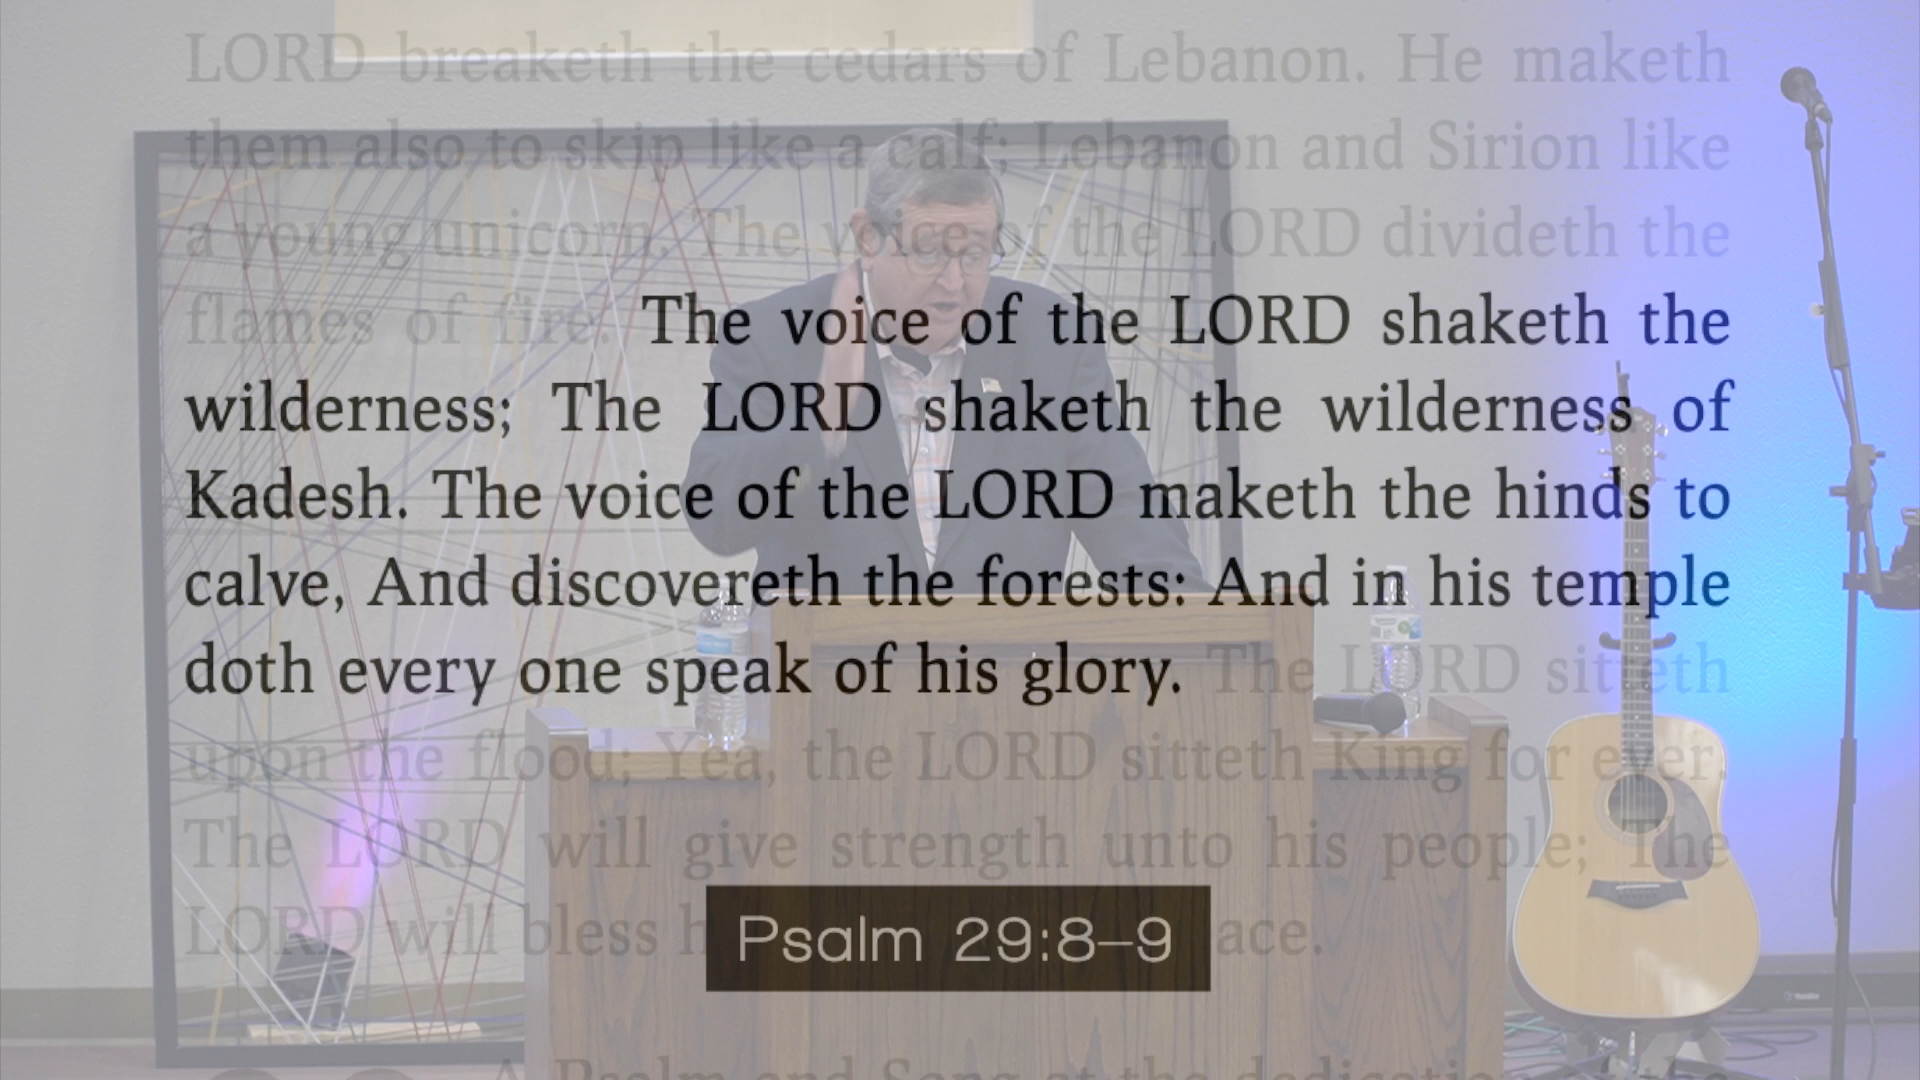 LORD breaketh the cedars of Lebanon. He maketh
them also to skip like a calf; Lebanon and Sirion like
a young unicorn. The voice of the LORD divideth the
flames of fire. The voice of the LORD shaketh the
wilderness; The LORD shaketh the wilderness of
Kadesh. The voice of the LORD maketh the hinds to
calve, And discovereth the forests: And in his temple
doth every one speak of his glory. The LORD sitteth
upon the flood; Yea, the LORD sitteth King for ever.
The LORD will give strength unto his people; The
LORD will bless
Psalm 29:8–9
A Psalm and Song at the